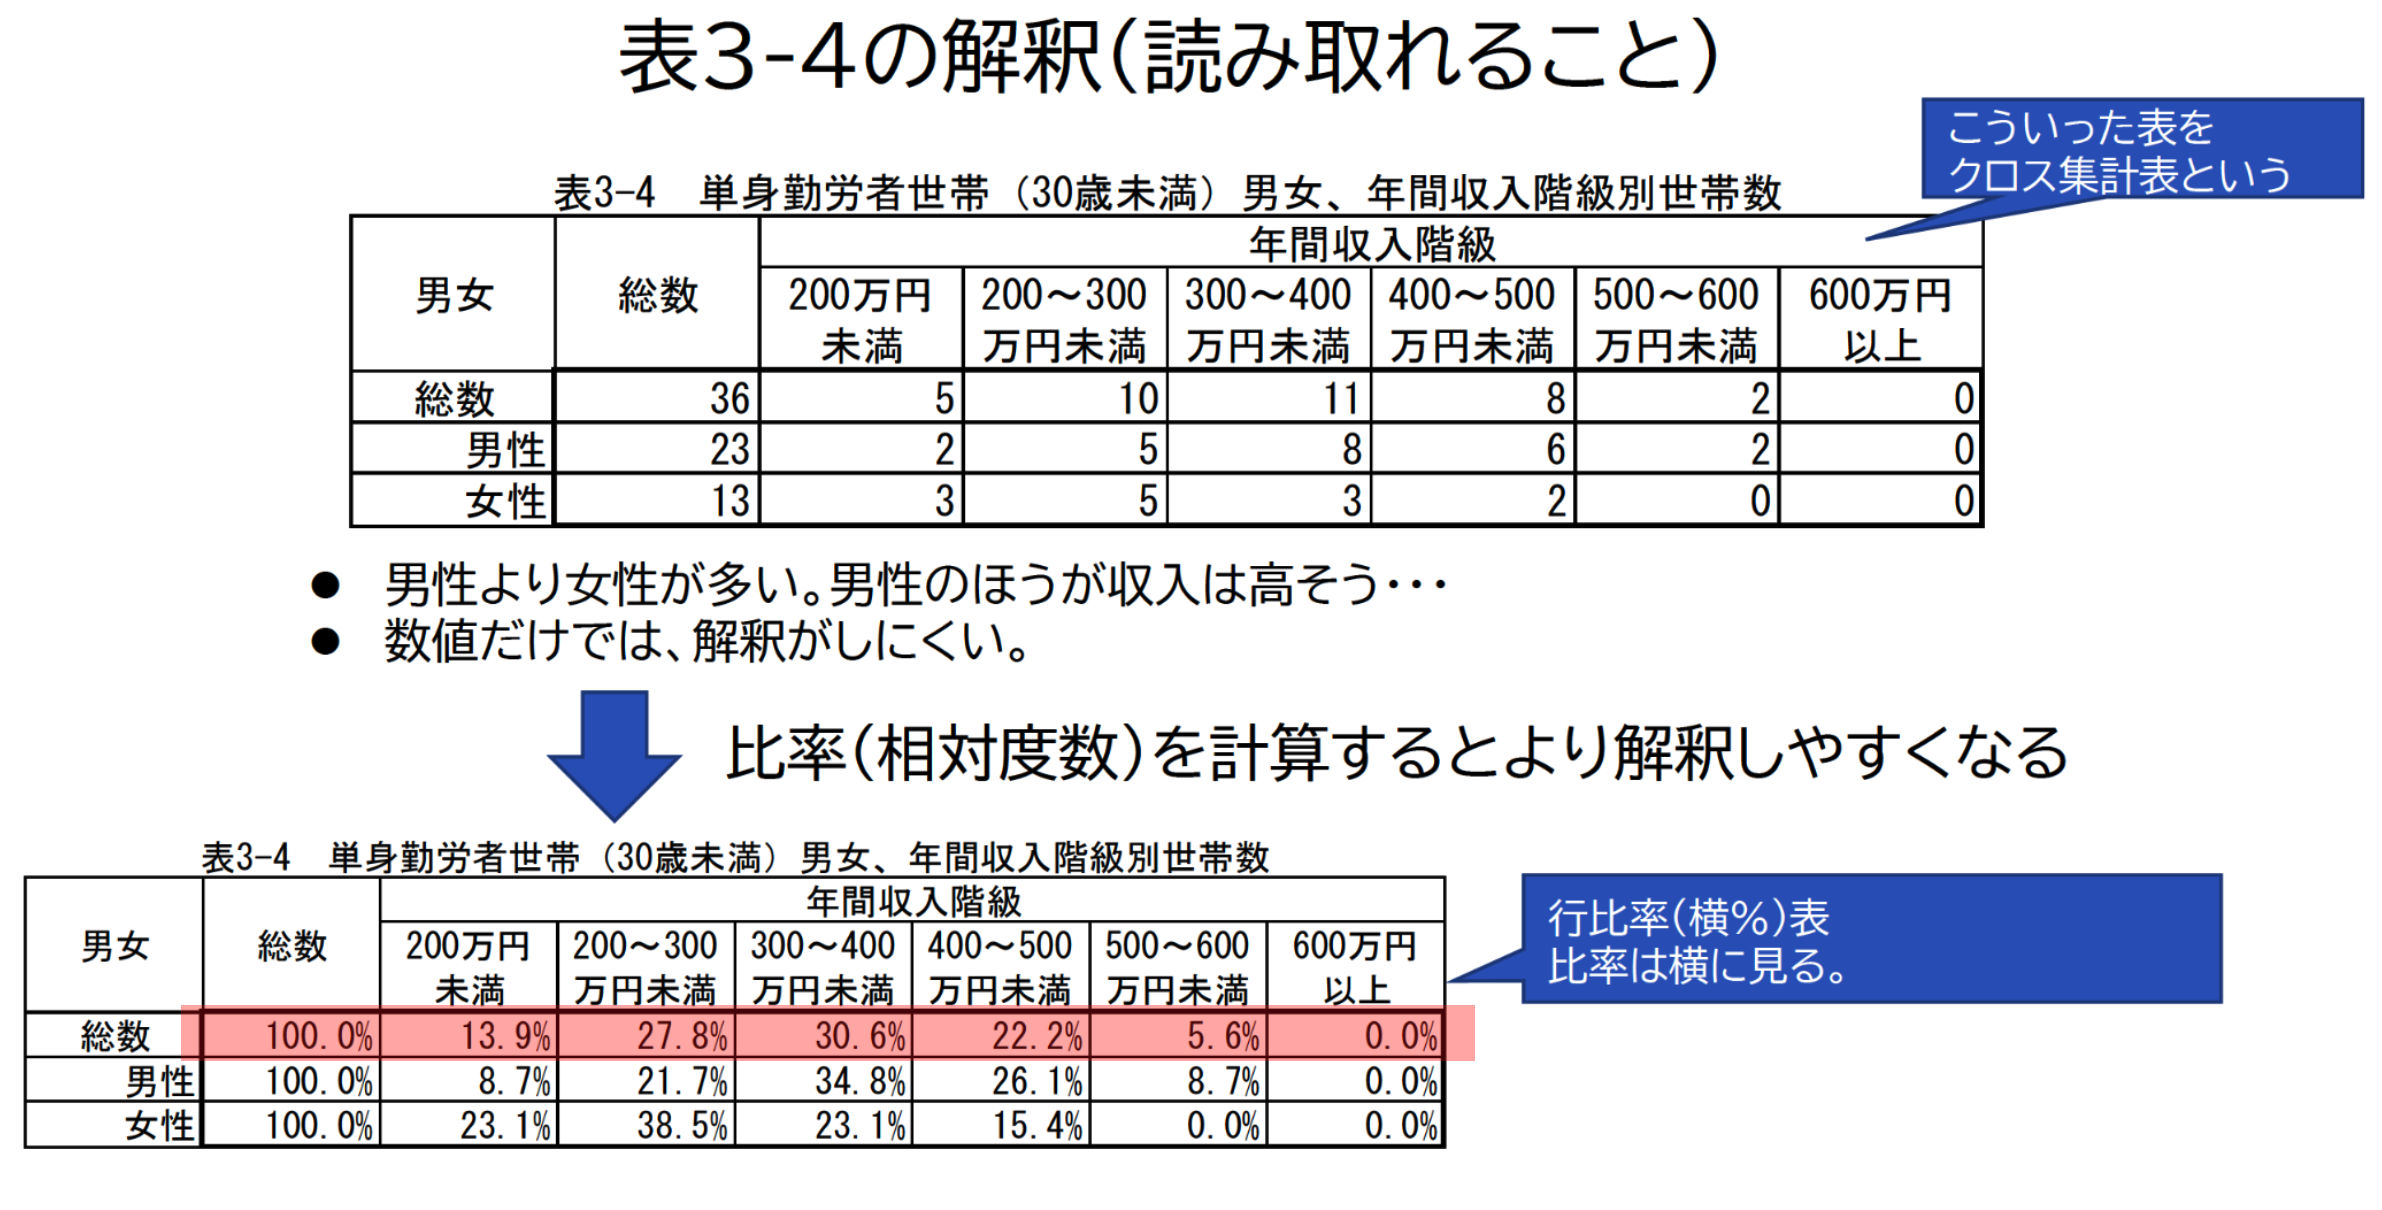 表3-4の解釈(読み取れること)
こういった表を
クロス集計表という
表3-4 単身勤労者世帯（30歳未満）男女、年間収入階級別世帯数
男女 総数 年間収入階級
200万円未満 200～300万円未満 300～400万円未満 400～500万円未満 500～600万円未満 600万円以上
総数 36 5 10 11 8 2 0
男性 23 2 5 8 6 2 0
女性 13 3 5 3 2 0 0
● 男性より女性が多い。男性のほうが収入は高そう・・・
● 数値だけでは、解釈がしにくい。
比率(相対度数)を計算するとより解釈しやすくなる
表3-4 単身勤労者世帯（30歳未満）男女、年間収入階級別世帯数
男女 総数 年間収入階級
200万円未満 200～300万円未満 300～400万円未満 400～500万円未満 500～600万円未満 600万円以上
総数 100.0% 13.9% 27.8% 30.6% 22.2% 5.6% 0.0%
男性 100.0% 8.7% 21.7% 34.8% 26.1% 8.7% 0.0%
女性 100.0% 23.1% 38.5% 23.1% 15.4% 0.0% 0.0%
行比率(横%)表
比率は横に見る。